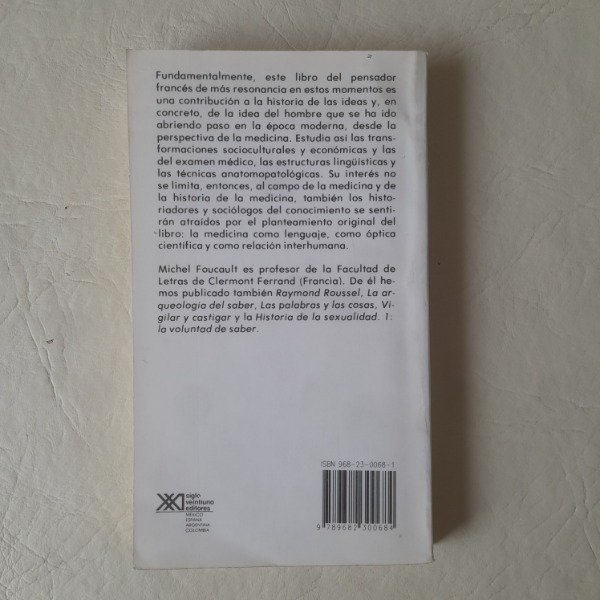 Fundamentalmente, este libro del pensador
francés de más resonancia en estos momentos es
una contribución a la historia de las ideas y, en
concreto, de la idea del hombre que se ha ido
abriendo paso en la época moderna, desde la
perspectiva de la medicina. Estudia así las trans-
formaciones socioculturales y económicas y las
del examen médico, las estructuras lingüísticas y
las técnicas anatomopatológicas. Su interés no
se limita, entonces, al campo de la medicina y de
la historia de la medicina, también los histo-
riadores y sociólogos del conocimiento se senti-
rán atraídos por el planteamiento original del
libro: la medicina como lenguaje, como óptica
científica y como relación interhumana.
Michel Foucault es profesor de la Facultad de
Letras de Clermont Ferrand (Francia). De él he-
mos publicado también Raymond Roussel, La ar-
queología del saber, Las palabras y las cosas, Vi-
gilar y castigar y la Historia de la sexualidad. 1:
la voluntad de saber.
ISBN 968-23-0068-1
9 789682 300684
siglo
veintiuno
editores
MÉXICO
ESPAÑA
ARGENTINA
COLOMBIA